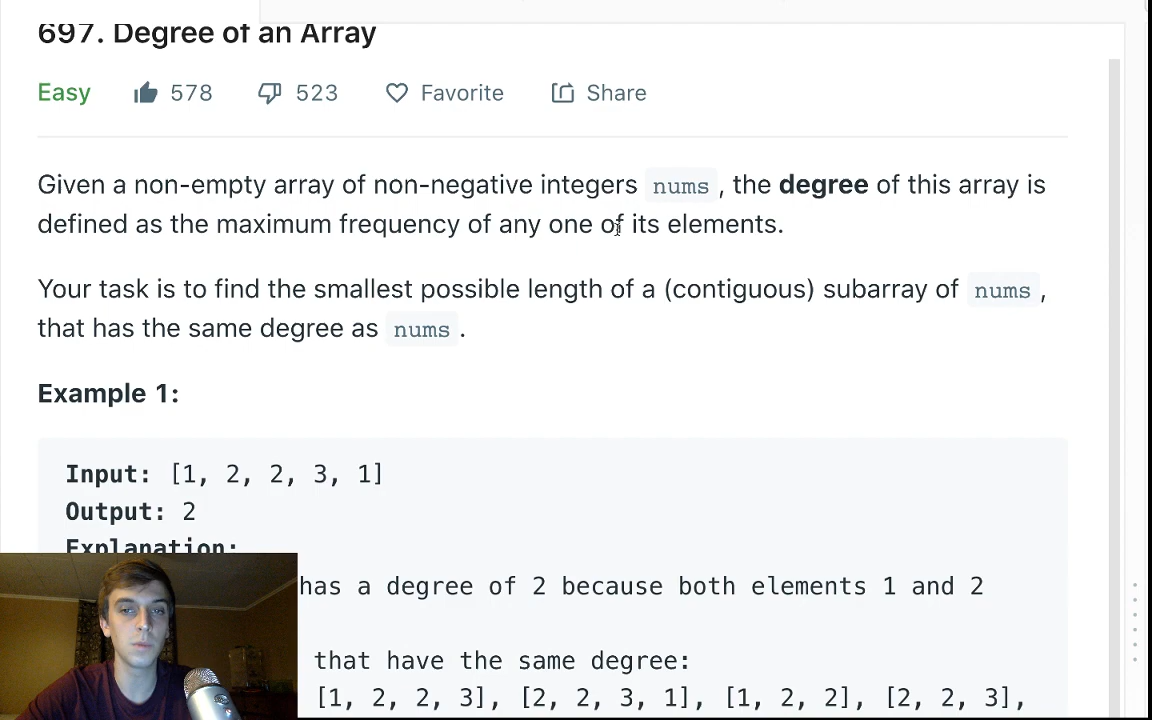 697. Degree of an Array
Easy 578 523 Favorite Share
Given a non-empty array of non-negative integers nums , the degree of this array is
defined as the maximum frequency of any one of its elements.
Your task is to find the smallest possible length of a (contiguous) subarray of nums ,
that has the same degree as nums .
Example 1:
Input: [1, 2, 2, 3, 1]
Output: 2
Explanation:
has a degree of 2 because both elements 1 and 2
that have the same degree:
[1, 2, 2, 3], [2, 2, 3, 1], [1, 2, 2], [2, 2, 3],